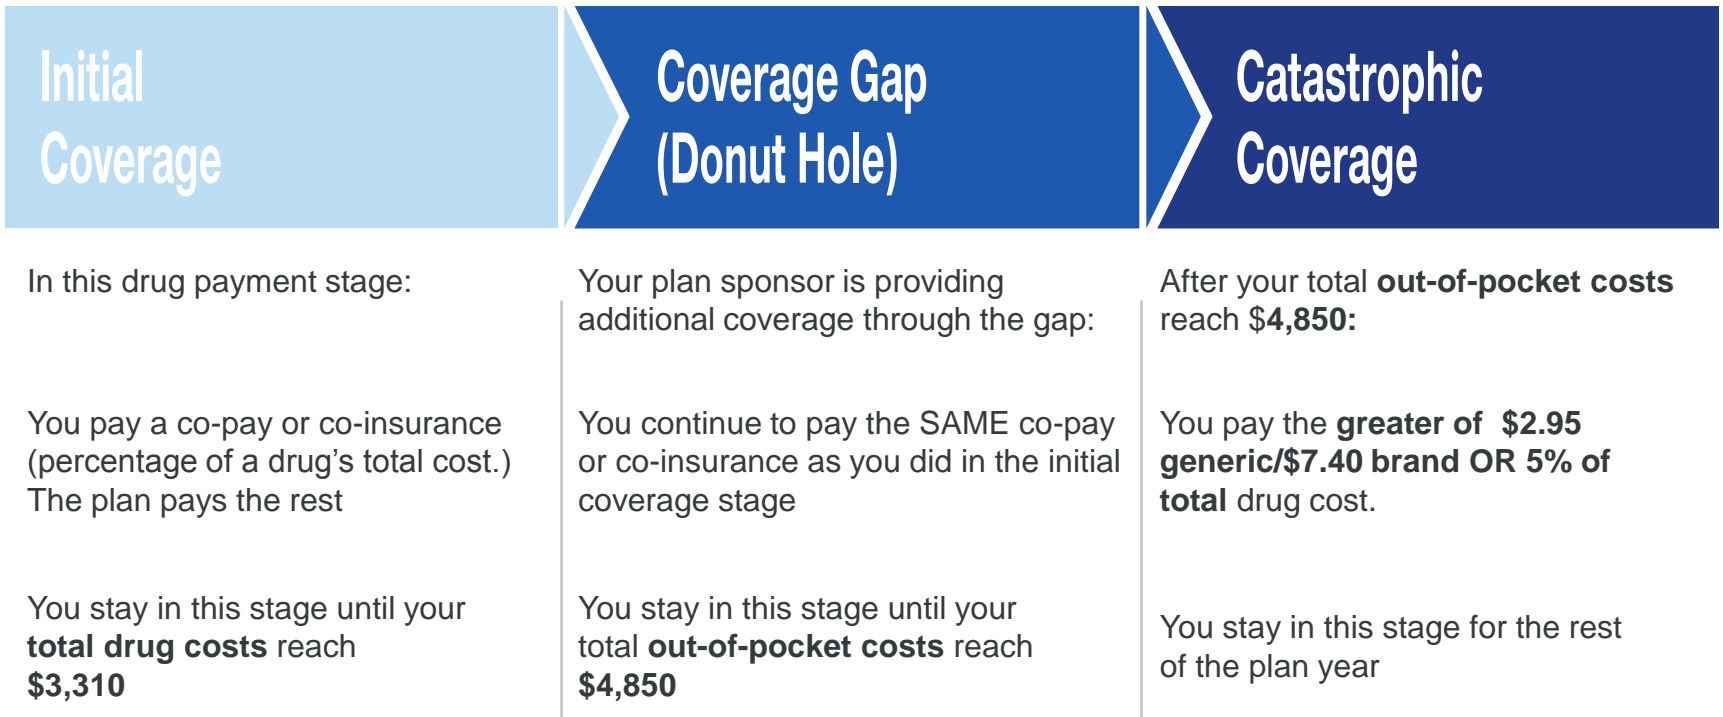 Initial
Coverage
Coverage Gap
(Donut Hole)
Catastrophic
Coverage
In this drug payment stage:
You pay a co-pay or co-insurance
(percentage of a drug’s total cost.)
The plan pays the rest
You stay in this stage until your
total drug costs reach
$3,310
Your plan sponsor is providing
additional coverage through the gap:
You continue to pay the SAME co-pay
or co-insurance as you did in the initial
coverage stage
You stay in this stage until your
total out-of-pocket costs reach
$4,850
After your total out-of-pocket costs
reach $4,850:
You pay the greater of  $2.95
generic/$7.40 brand OR 5% of
total drug cost.
You stay in this stage for the rest
of the plan year